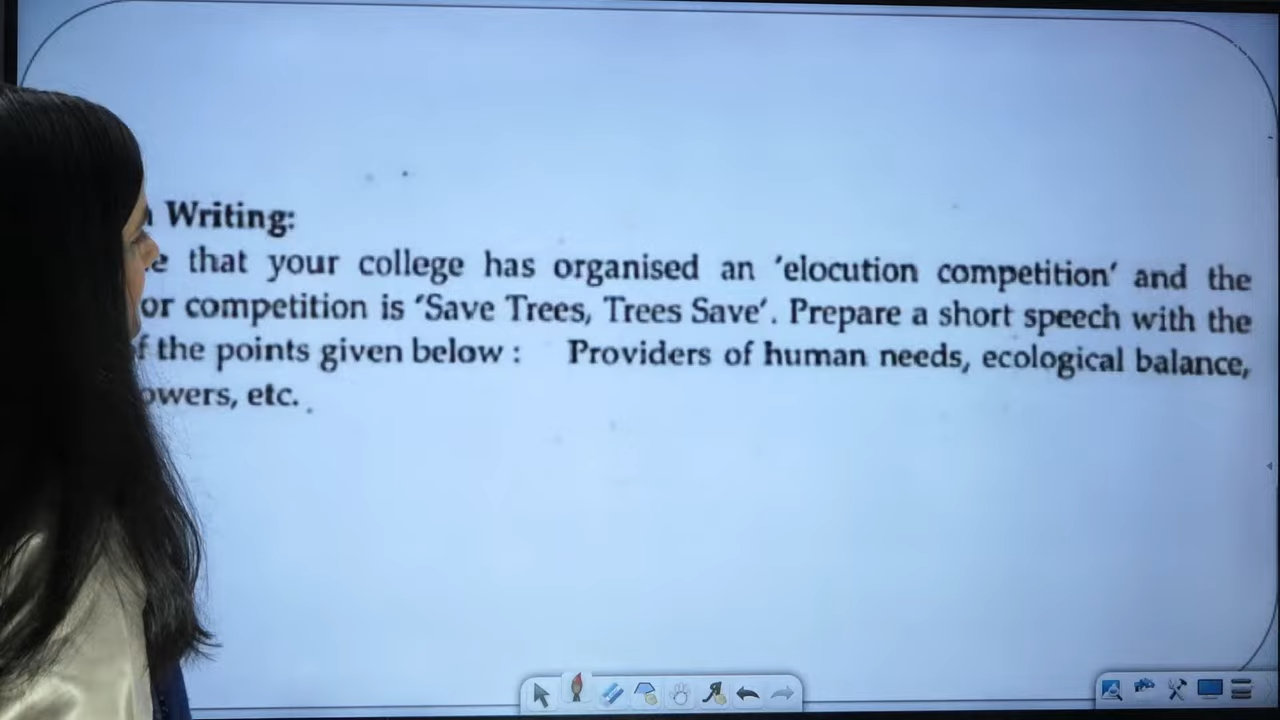 Writing:
that your college has organised an 'elocution competition' and the
or competition is 'Save Trees, Trees Save'. Prepare a short speech with the
the points given below : Providers of human needs, ecological balance,
etc.